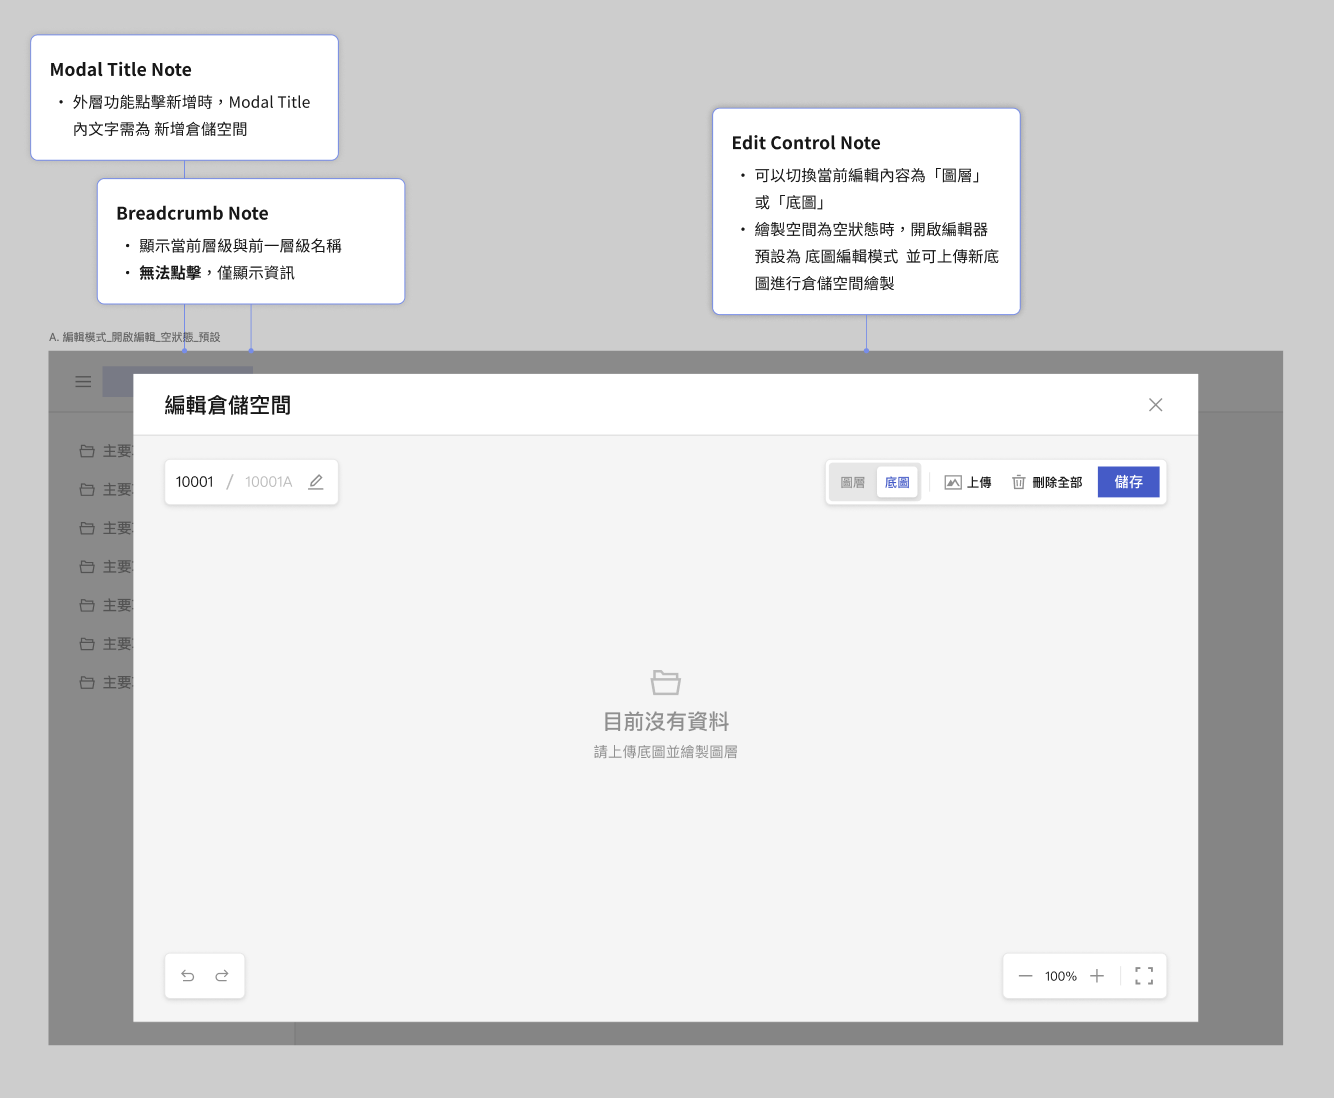 Modal Title Note
・ 外層功能點擊新增時，Modal Title
內文字需為 新增倉儲空間
Breadcrumb Note
・ 顯示當前層級與前一層級名稱
・ 無法點擊，僅顯示資訊
Edit Control Note
・ 可以切換當前編輯內容為「圖層」
或「底圖」
・ 繪製空間為空狀態時，開啟編輯器
預設為 底圖編輯模式 並可上傳新底
圖進行倉儲空間繪製
A. 編輯模式_開啟編輯_空狀態_預設
編輯倉儲空間
10001 / 10001A
圖層 底圖 上傳 刪除全部 儲存
主要
主要
主要
主要
主要
主要
主要
目前沒有資料
請上傳底圖並繪製圖層
100%